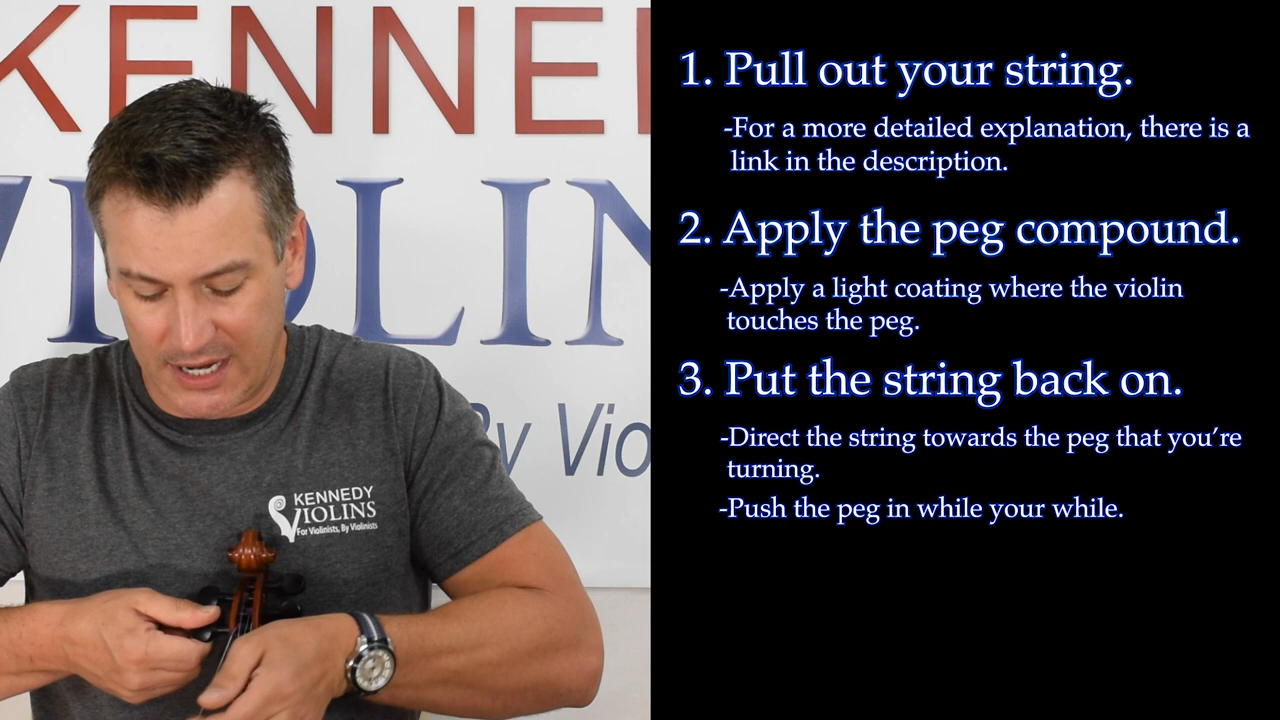 KENNE
VIOLIN
By Vio
KENNEDY
VIOLINS
For Violinists, By Violinists
1. Pull out your string.
-For a more detailed explanation, there is a
link in the description.
2. Apply the peg compound.
-Apply a light coating where the violin
touches the peg.
3. Put the string back on.
-Direct the string towards the peg that you're
turning.
-Push the peg in while your while.